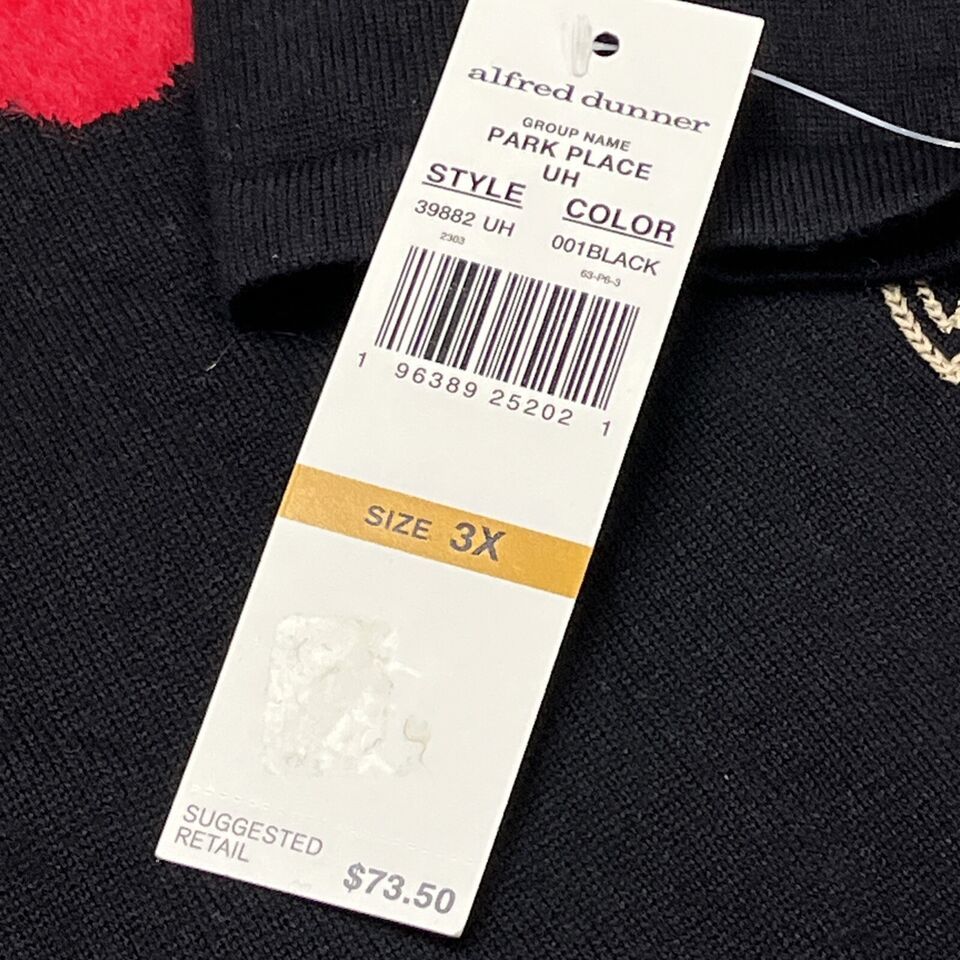 alfred dunner
GROUP NAME
PARK PLACE
UH
STYLE
39882 UH
2303
COLOR
001BLACK
63-P6-3
1 96389 25202 1
SIZE 3X
SUGGESTED
RETAIL
$73.50